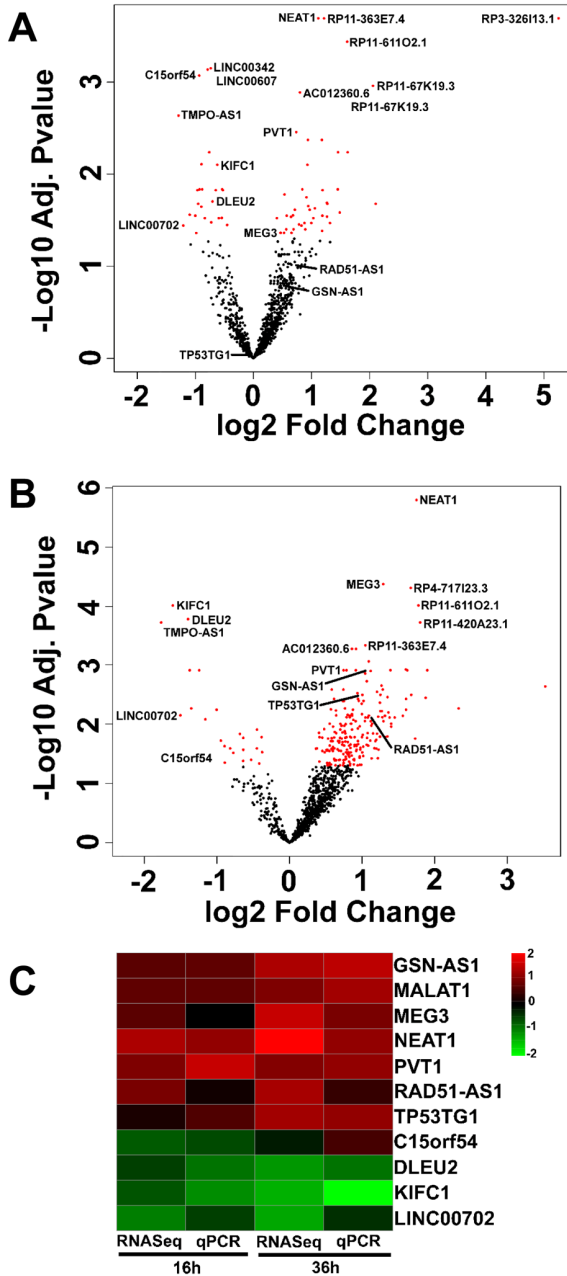 A
NEAT1
RP11-363E7.4
RP3-326I13.1
RP11-611O2.1
LINC00342
C15orf54
LINC00607
RP11-67K19.3
AC012360.6
RP11-67K19.3
TMPO-AS1
PVT1
KIFC1
DLEU2
LINC00702
MEG3
RAD51-AS1
GSN-AS1
TP53TG1
-Log10 Adj. Pvalue
3
2
1
0
-2 -1 0 1 2 3 4 5
log2 Fold Change
B
NEAT1
MEG3
RP4-717I23.3
KIFC1
RP11-611O2.1
DLEU2
TMPO-AS1
RP11-420A23.1
AC012360.6
RP11-363E7.4
PVT1
GSN-AS1
TP53TG1
LINC00702
RAD51-AS1
C15orf54
-Log10 Adj. Pvalue
6
5
4
3
2
1
0
-2 -1 0 1 2 3
log2 Fold Change
C
GSN-AS1
MALAT1
MEG3
NEAT1
PVT1
RAD51-AS1
TP53TG1
C15orf54
DLEU2
KIFC1
LINC00702
2
1
0
-1
-2
RNASeq qPCR RNASeq qPCR
16h 36h